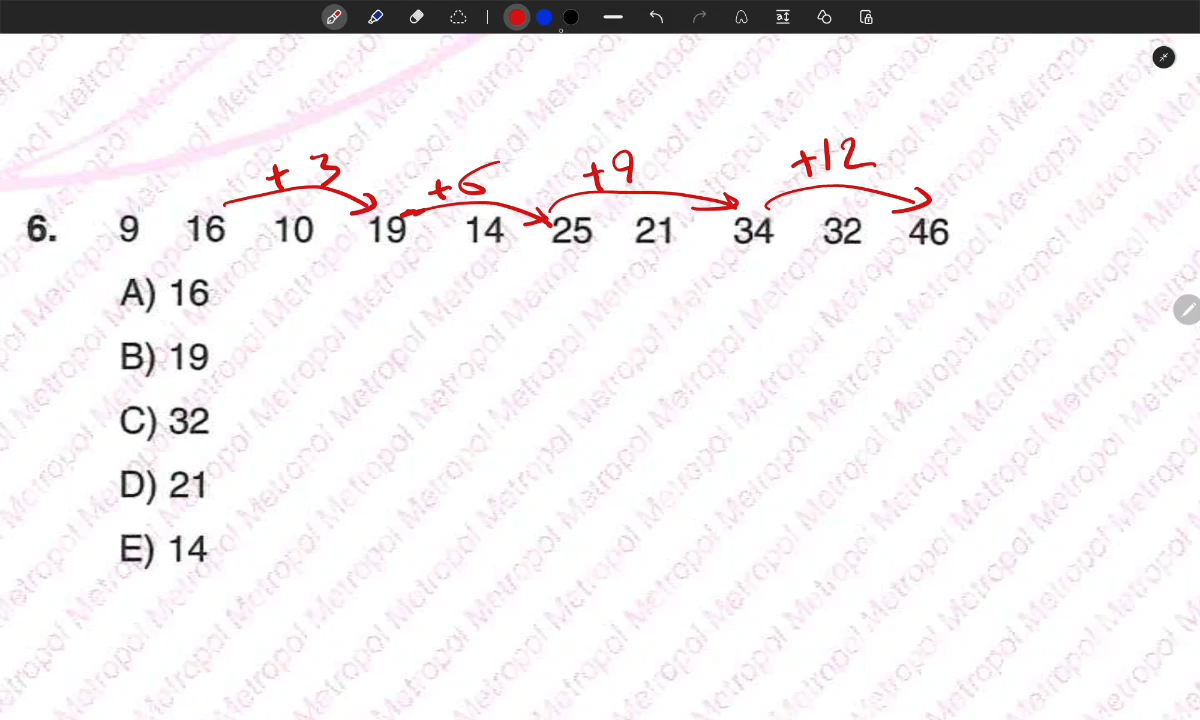 +3 +6 +9 +12
6. 9 16 10 19 14 25 21 34 32 46
A) 16
B) 19
C) 32
D) 21
E) 14